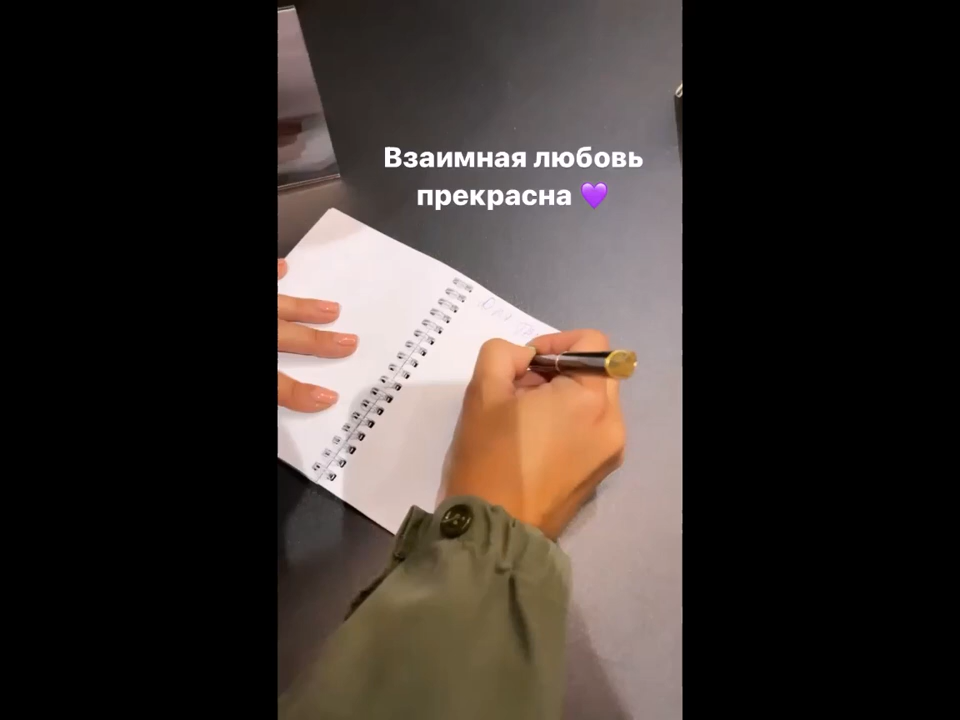 Взаимная любовь
прекрасна 💜